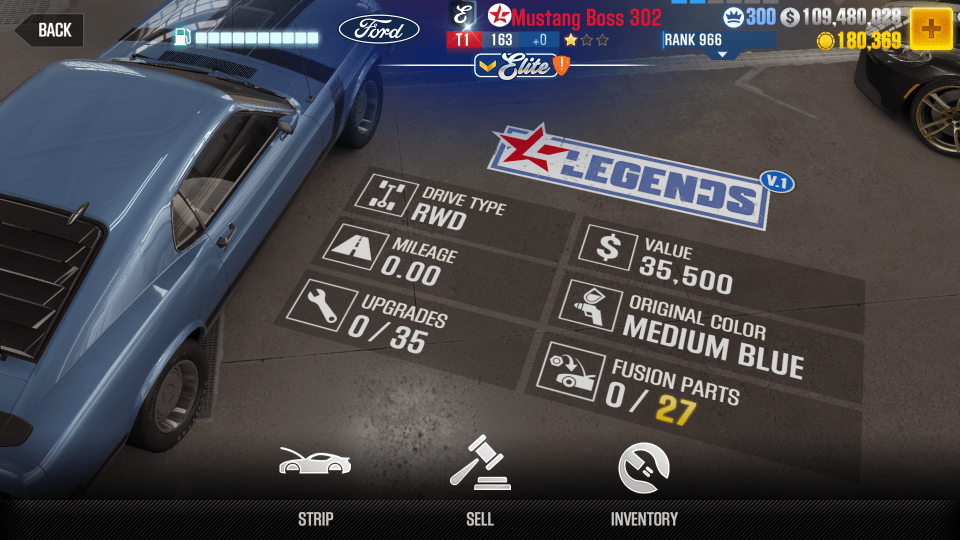 BACK
Ford
Mustang Boss 302
T1 163 +0
Elite
300
$ 109,480,028
RANK 966
180,369
LEGENDS
V.1
DRIVE TYPE
RWD
MILEAGE
0.00
UPGRADES
0 / 35
VALUE
35,500
ORIGINAL COLOR
MEDIUM BLUE
FUSION PARTS
0 / 27
STRIP
SELL
INVENTORY